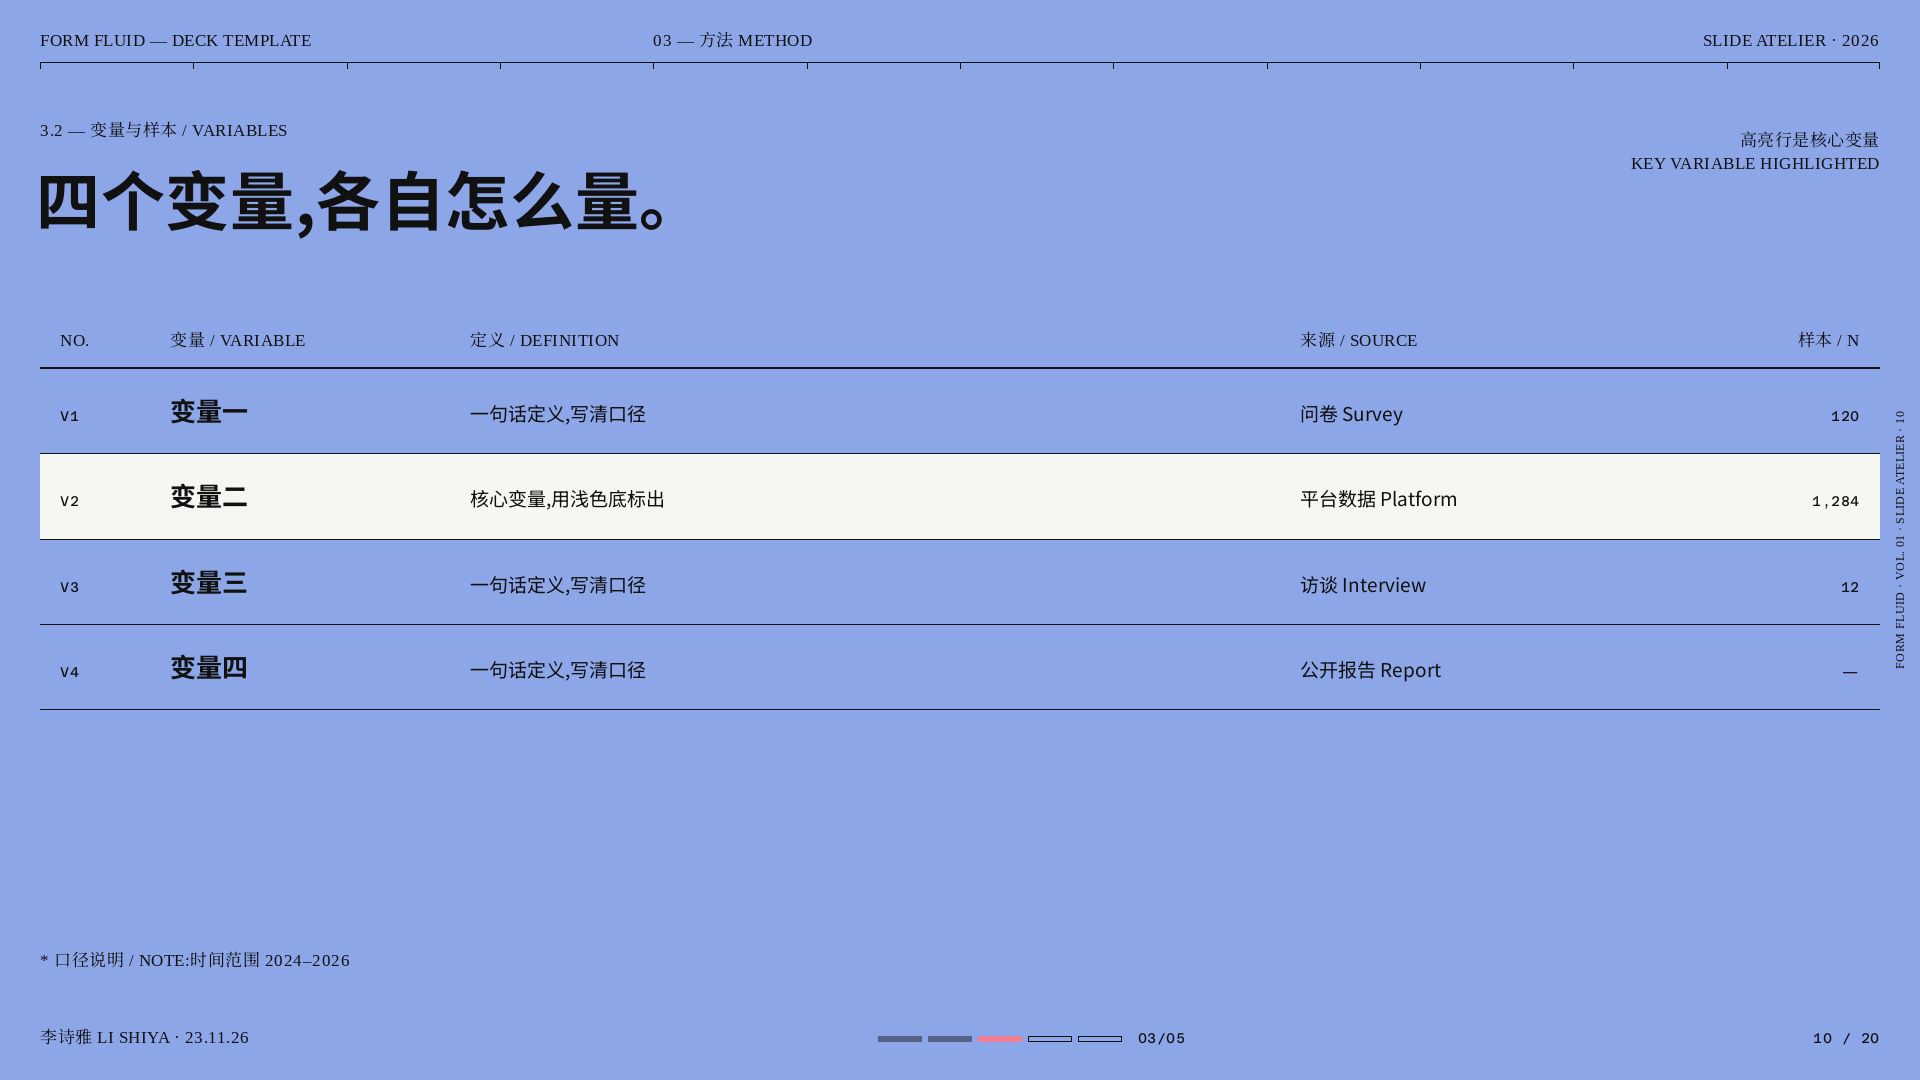 FORM FLUID — DECK TEMPLATE
03 — 方法 METHOD
SLIDE ATELIER · 2026
3.2 — 变量与样本 / VARIABLES
四个变量,各自怎么量。
高亮行是核心变量
KEY VARIABLE HIGHLIGHTED
NO. 变量 / VARIABLE 定义 / DEFINITION 来源 / SOURCE 样本 / N
V1 变量一 一句话定义,写清口径 问卷 Survey 120
V2 变量二 核心变量,用浅色底标出 平台数据 Platform 1,284
V3 变量三 一句话定义,写清口径 访谈 Interview 12
V4 变量四 一句话定义,写清口径 公开报告 Report —
FORM FLUID · VOL. 01 · SLIDE ATELIER · 10
* 口径说明 / NOTE:时间范围 2024–2026
李诗雅 LI SHIYA · 23.11.26
03/05
10 / 20